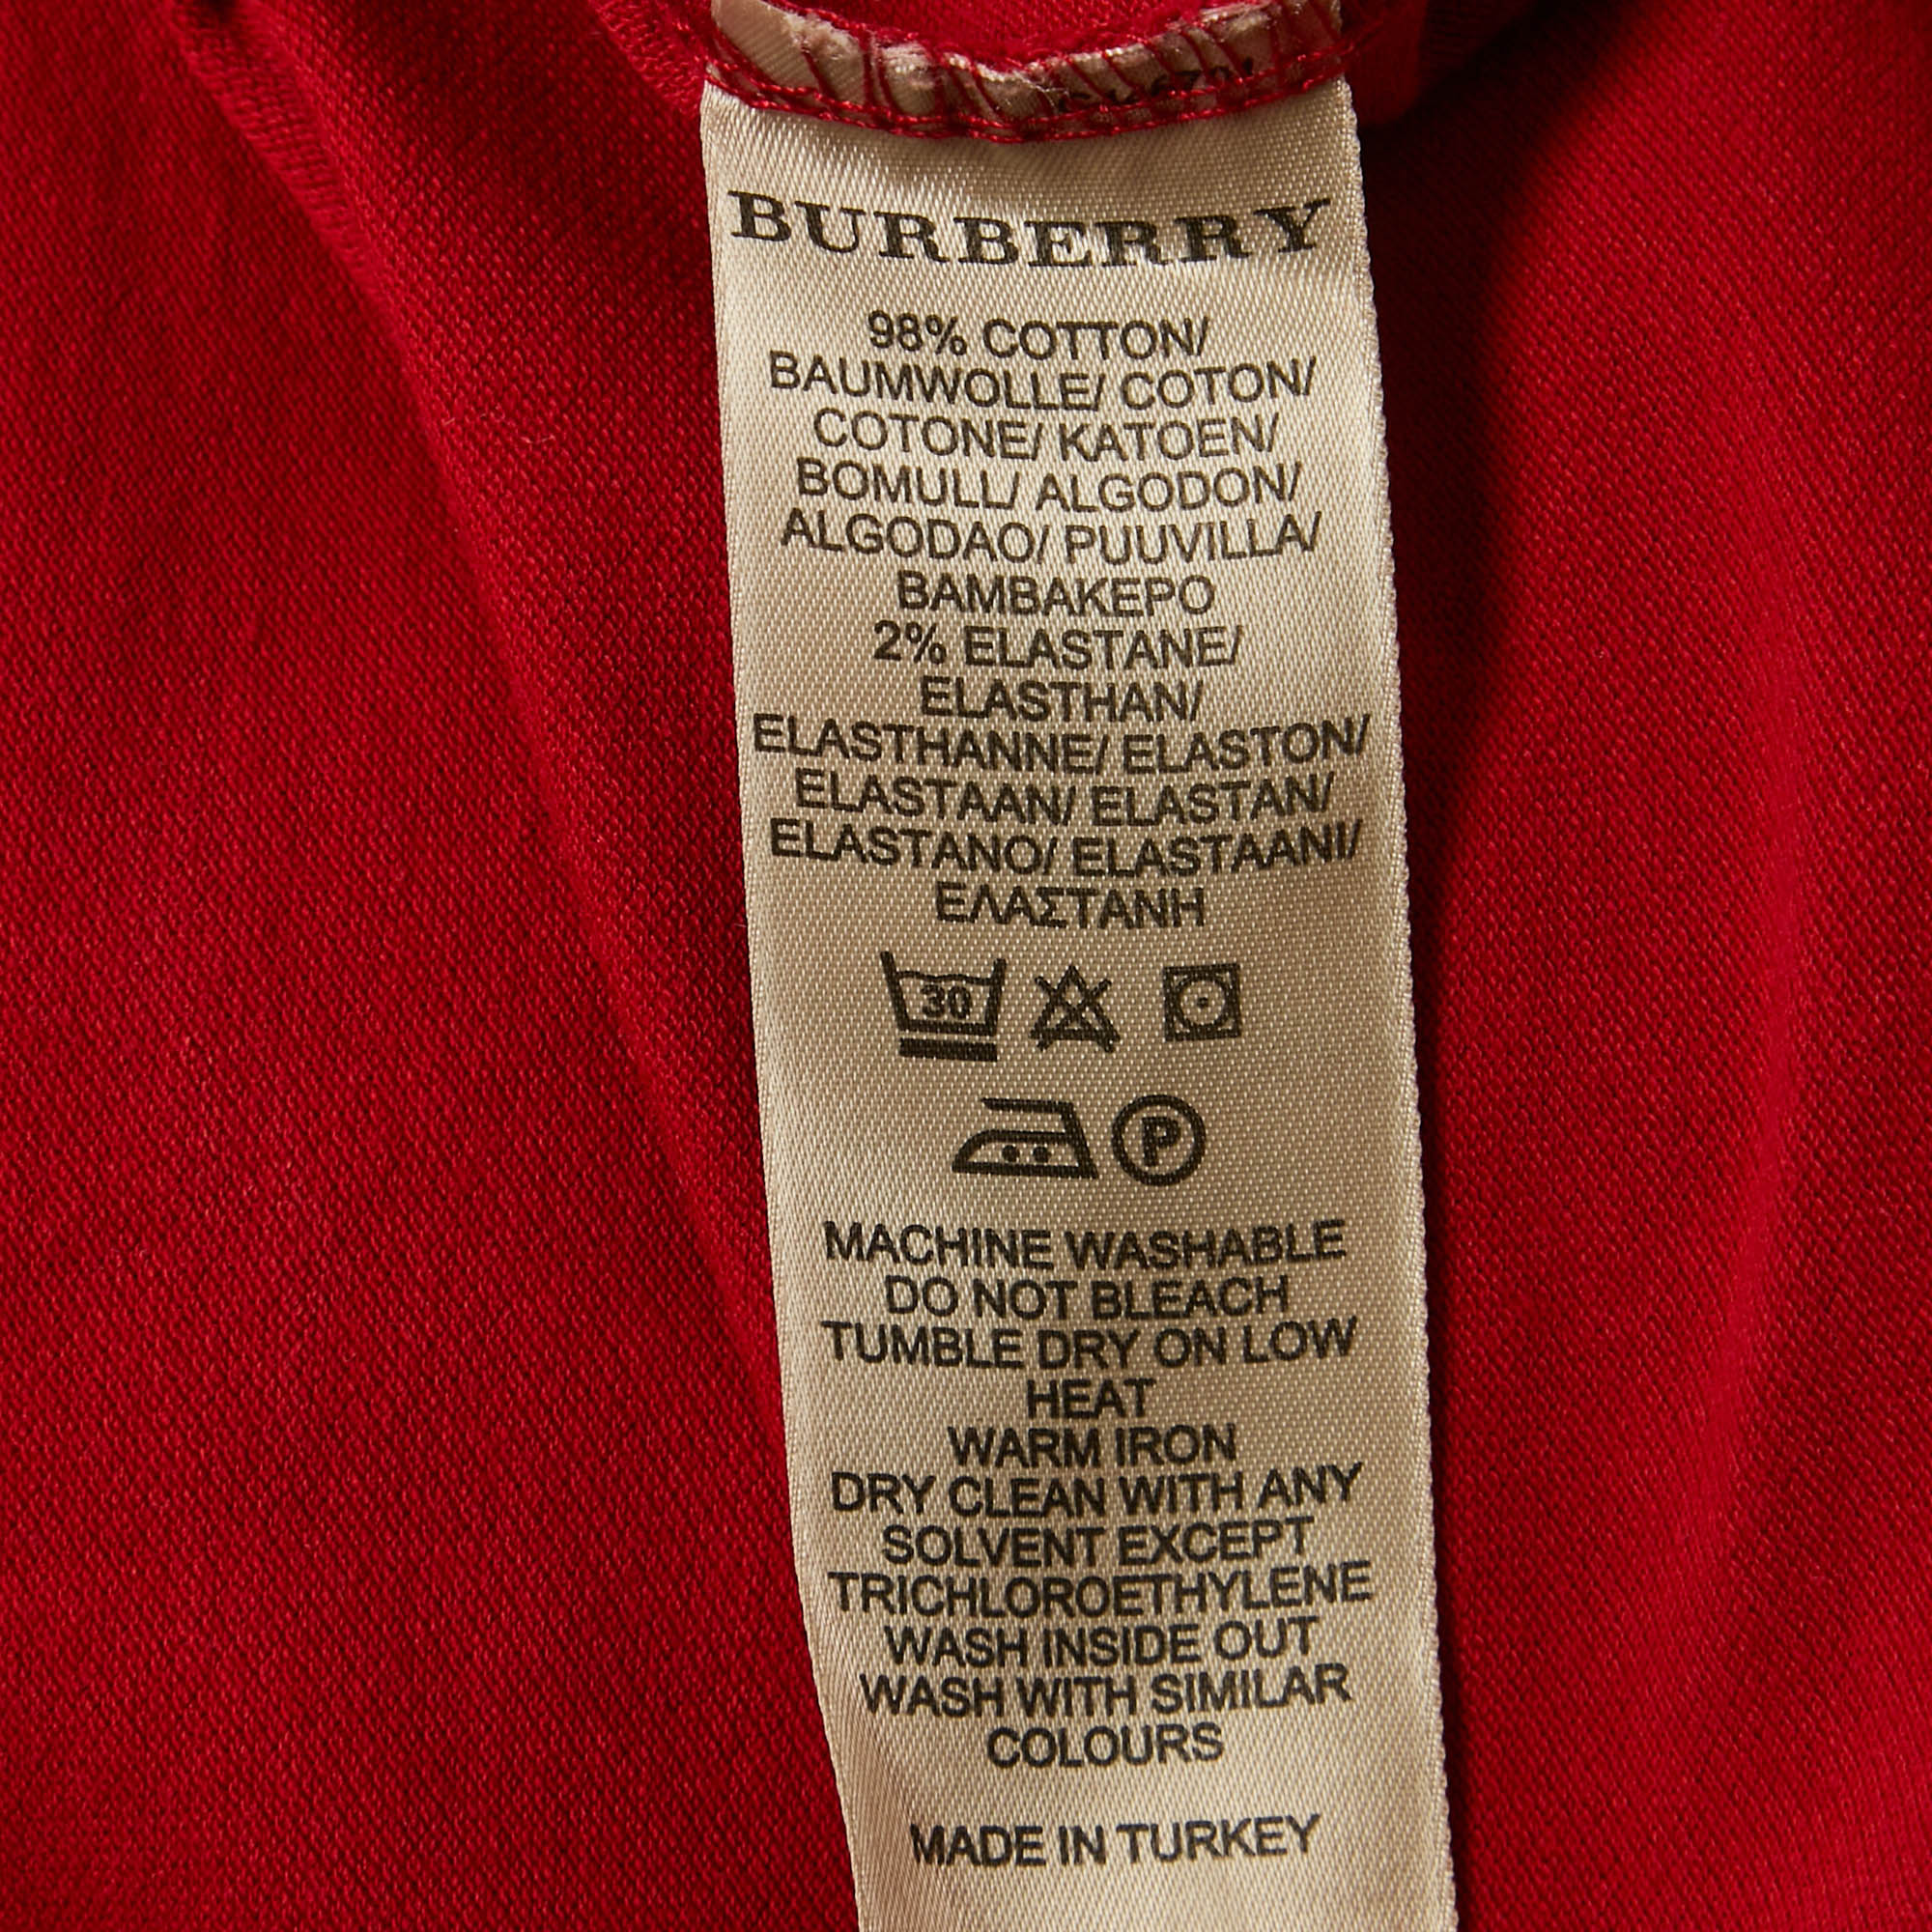 BURBERRY
98% COTTON/
BAUMWOLLE/ COTON/
COTONE/ KATOEN/
BOMULL/ ALGODON/
ALGODAO/ PUUVILLA/
BAMBAKEPO
2% ELASTANE/
ELASTHAN/
ELASTHANNE/ ELASTON/
ELASTAAN/ ELASTAN/
ELASTANO/ ELASTAANI/
ΕΛΑΣΤΑΝΗ
30
P
MACHINE WASHABLE
DO NOT BLEACH
TUMBLE DRY ON LOW
HEAT
WARM IRON
DRY CLEAN WITH ANY
SOLVENT EXCEPT
TRICHLOROETHYLENE
WASH INSIDE OUT
WASH WITH SIMILAR
COLOURS
MADE IN TURKEY